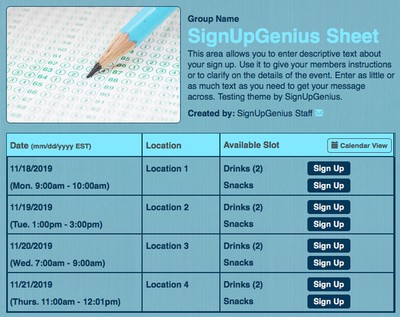 Group Name
SignUpGenius Sheet
This area allows you to enter descriptive text about
your sign up. Use it to give your members instructions
or to clarify on the details of the event. Enter as little or
as much text as you need to get your message
across. Testing theme by SignUpGenius.
Created by: SignUpGenius Staff
Date (mm/dd/yyyy EST) Location Available Slot Calendar View
11/18/2019 Location 1 Drinks (2) Sign Up
(Mon. 9:00am - 10:00am) Snacks Sign Up
11/19/2019 Location 2 Drinks (2) Sign Up
(Tue. 1:00pm - 3:00pm) Snacks Sign Up
11/20/2019 Location 3 Drinks (2) Sign Up
(Wed. 7:00am - 9:00am) Snacks Sign Up
11/21/2019 Location 4 Drinks (2) Sign Up
(Thurs. 11:00am - 12:01pm) Snacks Sign Up